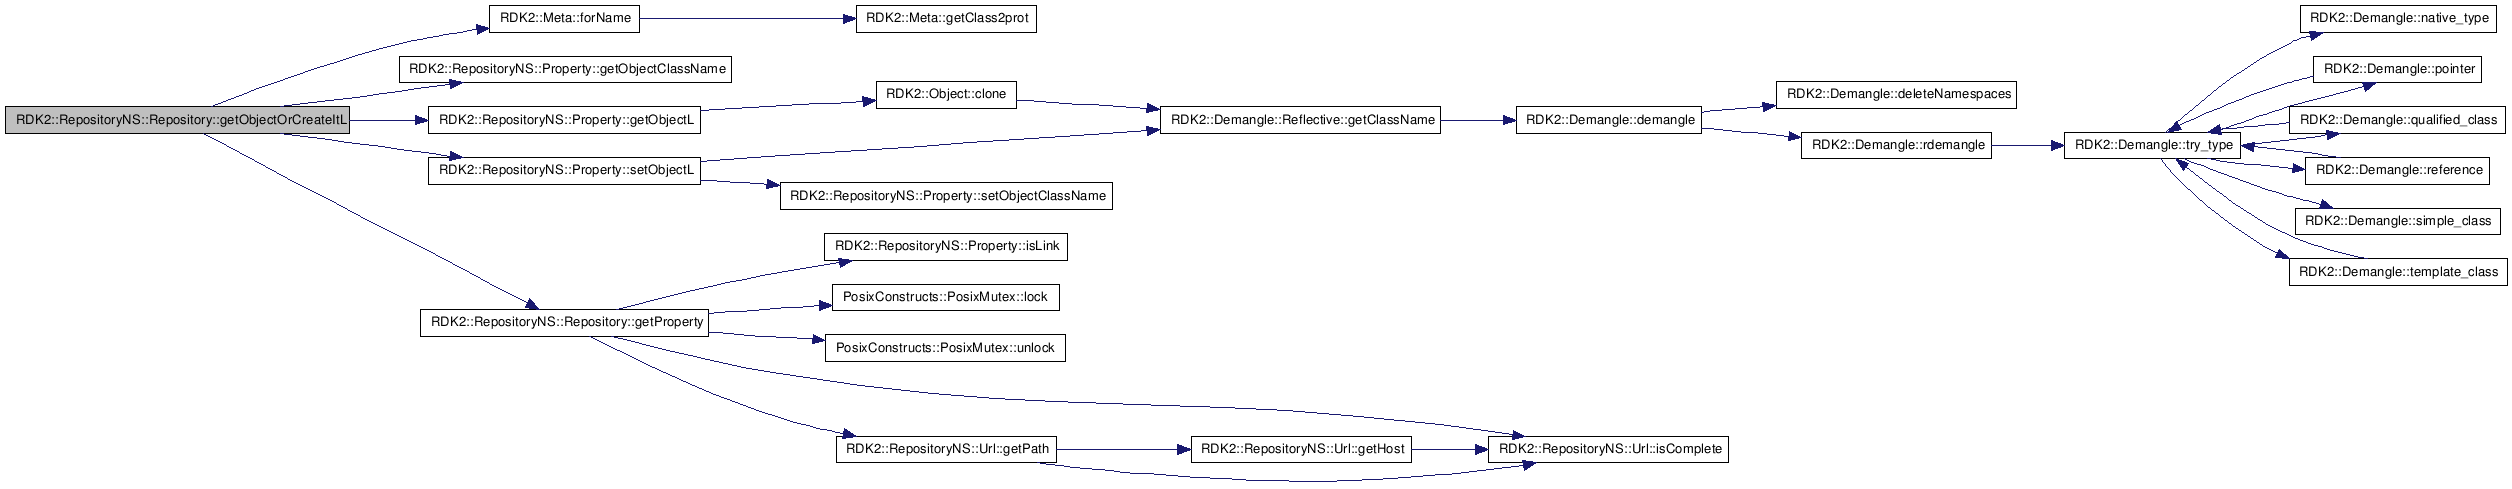 RDK2::RepositoryNS::Repository::getObjectOrCreateItL
RDK2::Meta::forName
RDK2::Meta::getClass2prot
RDK2::RepositoryNS::Property::getObjectClassName
RDK2::RepositoryNS::Property::getObjectL
RDK2::Object::clone
RDK2::RepositoryNS::Property::setObjectL
RDK2::Demangle::Reflective::getClassName
RDK2::RepositoryNS::Property::setObjectClassName
RDK2::Demangle::demangle
RDK2::Demangle::deleteNamespaces
RDK2::Demangle::rdemangle
RDK2::Demangle::try_type
RDK2::Demangle::native_type
RDK2::Demangle::pointer
RDK2::Demangle::qualified_class
RDK2::Demangle::reference
RDK2::Demangle::simple_class
RDK2::Demangle::template_class
RDK2::RepositoryNS::Repository::getProperty
RDK2::RepositoryNS::Property::isLink
PosixConstructs::PosixMutex::lock
PosixConstructs::PosixMutex::unlock
RDK2::RepositoryNS::Url::getPath
RDK2::RepositoryNS::Url::getHost
RDK2::RepositoryNS::Url::isComplete